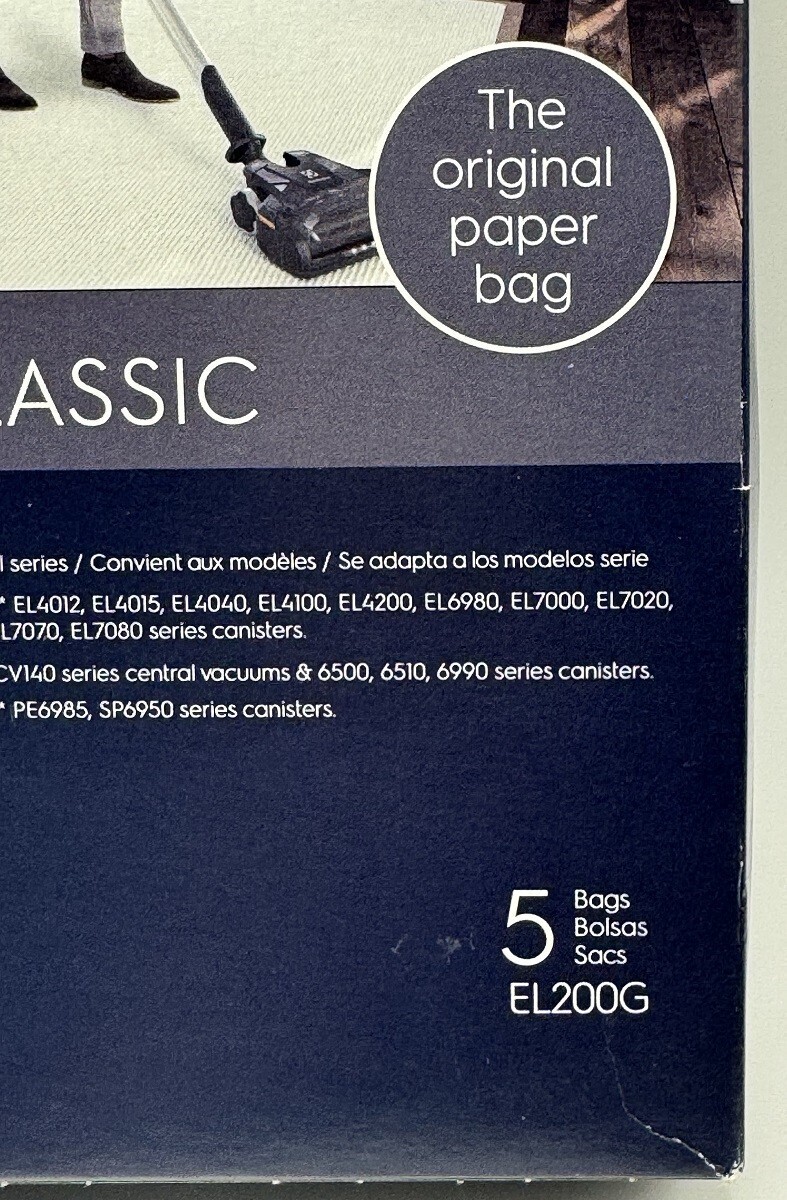 The
original
paper
bag
LASSIC
l series / Convient aux modèles / Se adapta a los modelos serie
* EL4012, EL4015, EL4040, EL4100, EL4200, EL6980, EL7000, EL7020,
L7070, EL7080 series canisters.
CV140 series central vacuums & 6500, 6510, 6990 series canisters.
* PE6985, SP6950 series canisters.
5 Bags
Bolsas
Sacs
EL200G